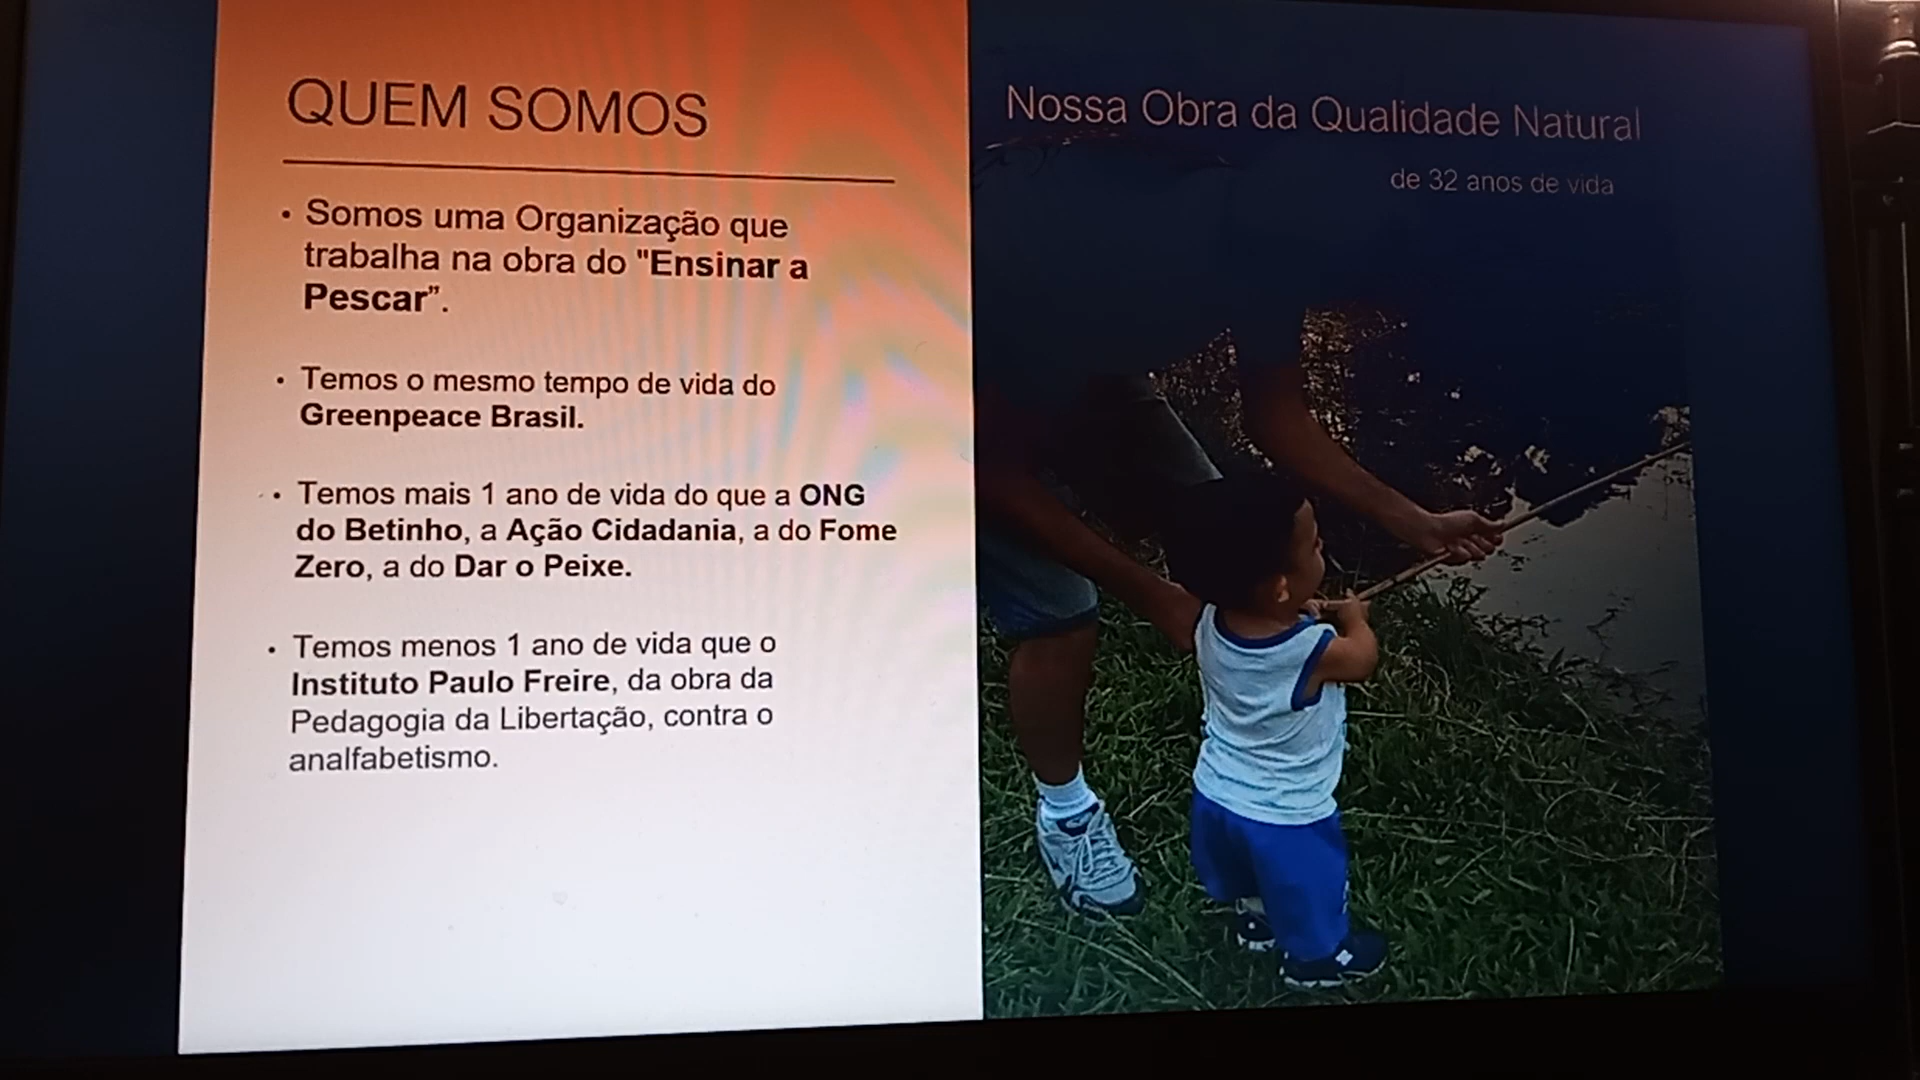 QUEM SOMOS
• Somos uma Organização que
trabalha na obra do "Ensinar a
Pescar”.
• Temos o mesmo tempo de vida do
Greenpeace Brasil.
• Temos mais 1 ano de vida do que a ONG
do Betinho, a Ação Cidadania, a do Fome
Zero, a do Dar o Peixe.
• Temos menos 1 ano de vida que o
Instituto Paulo Freire, da obra da
Pedagogia da Libertação, contra o
analfabetismo.
Nossa Obra da Qualidade Natural
de 32 anos de vida